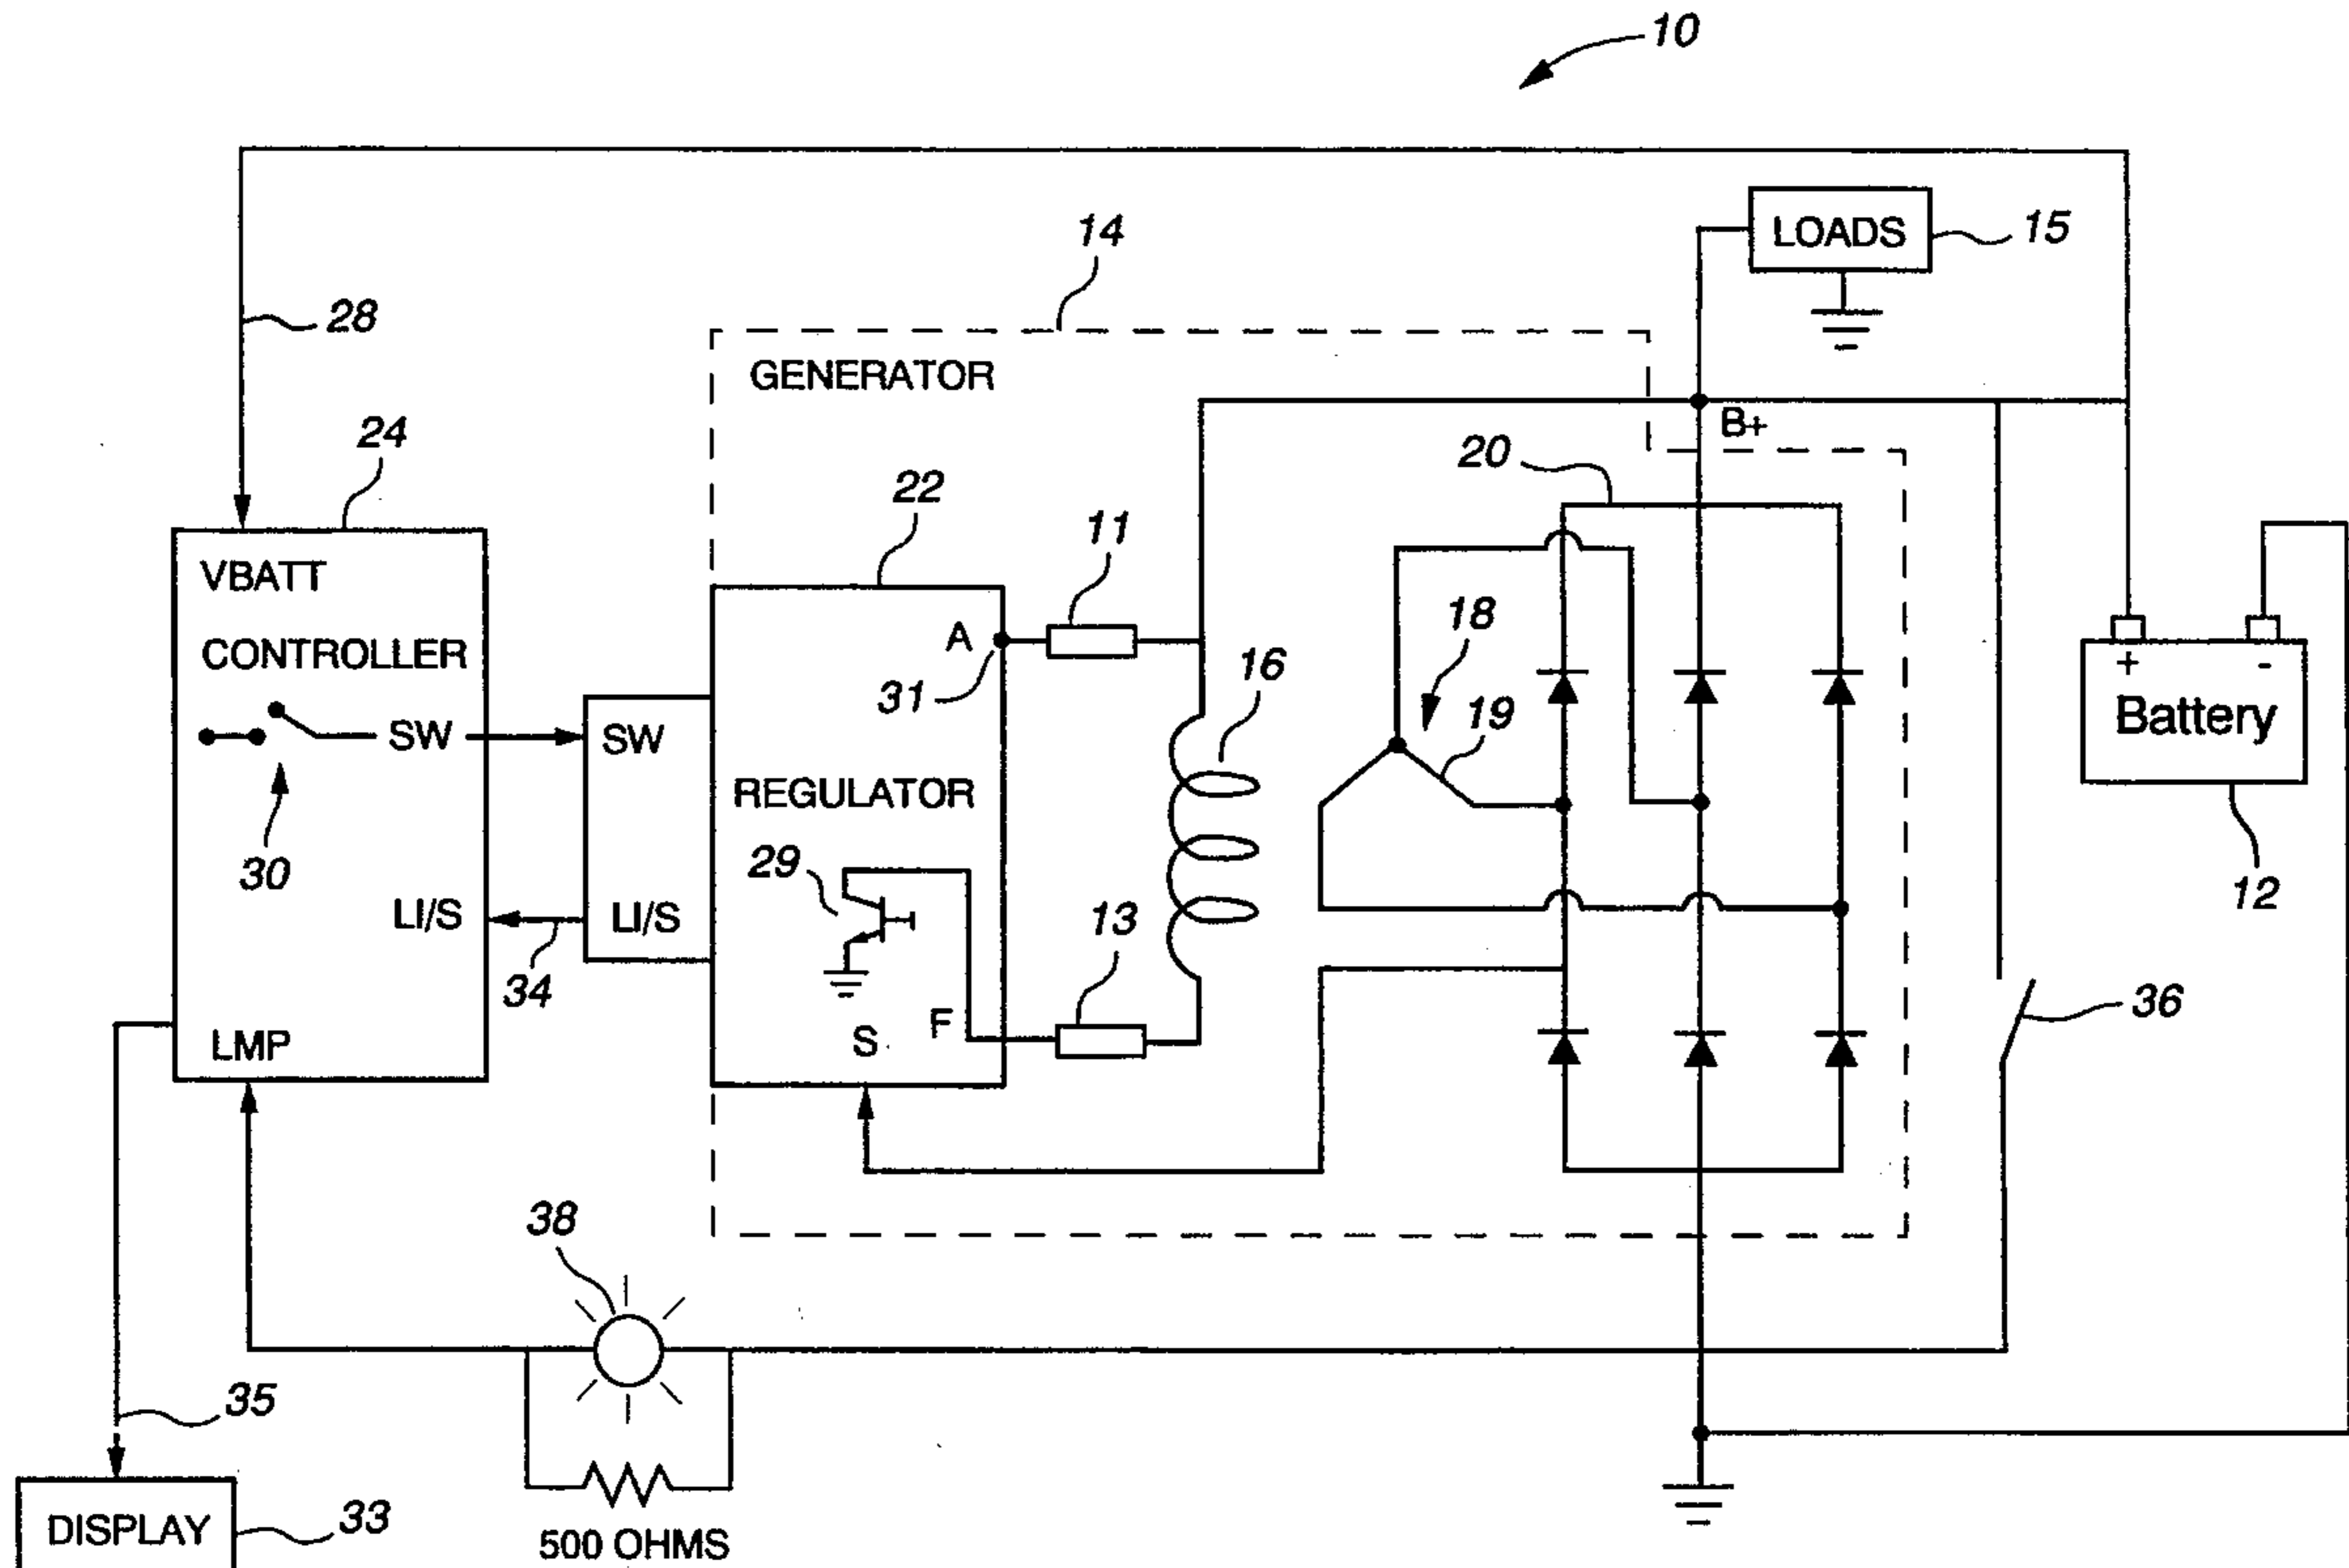 10
LOADS
15
14
28
GENERATOR
B+
24
20
22
11
VBATT
CONTROLLER
SW
30
LI/S
LMP
SW
REGULATOR
LI/S
34
A
31
29
F
S
13
16
18
19
+
-
Battery
12
36
38
35
500 OHMS
DISPLAY
33